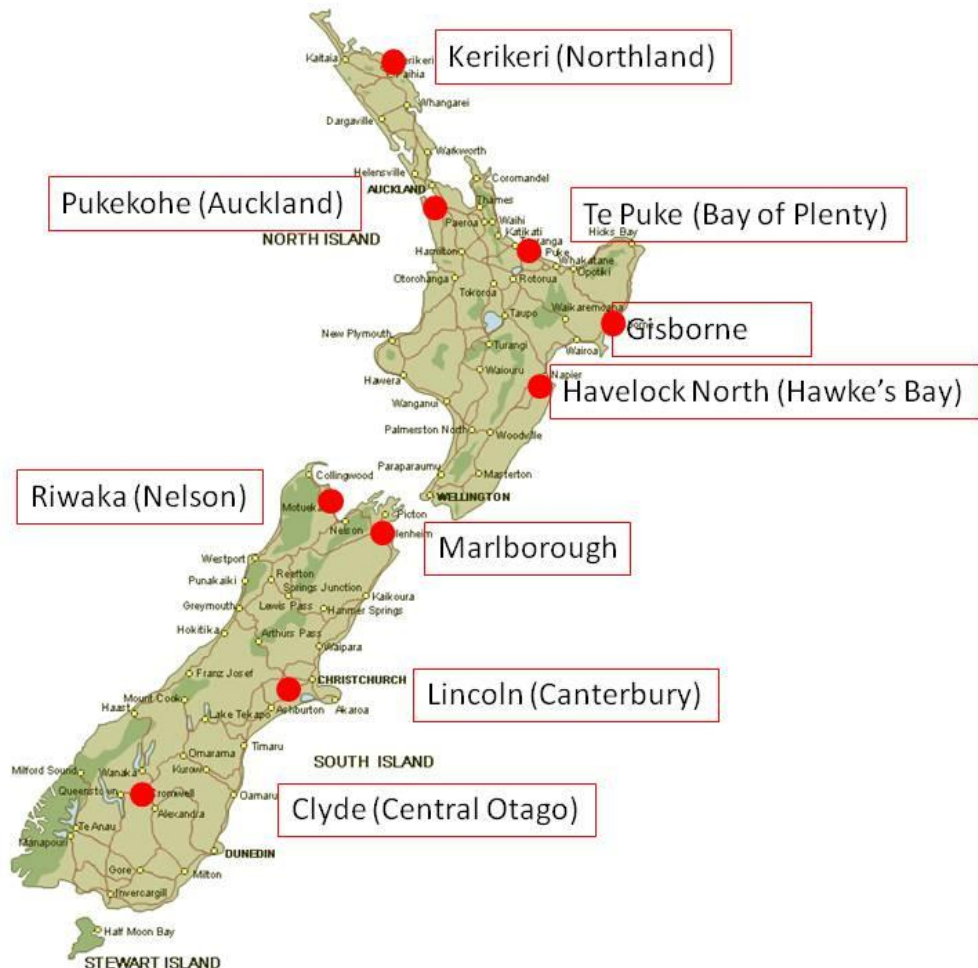 Kerikeri (Northland)
Kaitaia
Paihia
Whangarei
Dargaville
Warkworth
Helensville
Coromandel
AUCKLAND
Thames
Pukekohe (Auckland)
Te Puke (Bay of Plenty)
Paeroa
Waihi
Katikati
Hicks Bay
NORTH ISLAND
Hamilton
Puke
Whakatane
Opotiki
Otorohanga
Rotorua
Tokoroa
Waikaremoana
Taupo
Gisborne
New Plymouth
Turangi
Wairoa
Waiouru
Napier
Hawera
Havelock North (Hawke's Bay)
Wanganui
Palmerston North
Woodville
Paraparaumu
Masterton
Collingwood
Riwaka (Nelson)
WELLINGTON
Motueka
Picton
Nelson
Marlborough
Westport
Reefton
Punakaiki
Springs Junction
Kaikoura
Greymouth
Lewis Pass
Hanmer Springs
Hokitika
Arthurs Pass
Waipara
Franz Josef
CHRISTCHURCH
Lincoln (Canterbury)
Mount Cook
Haast
Lake Tekapo
Ashburton
Akaroa
Timaru
Omarama
SOUTH ISLAND
Milford Sound
Wanaka
Kurow
Queenstown
Cromwell
Oamaru
Clyde (Central Otago)
Alexandra
Te Anau
Manapouri
DUNEDIN
Gore
Milton
Invercargill
Half Moon Bay
STEWART ISLAND